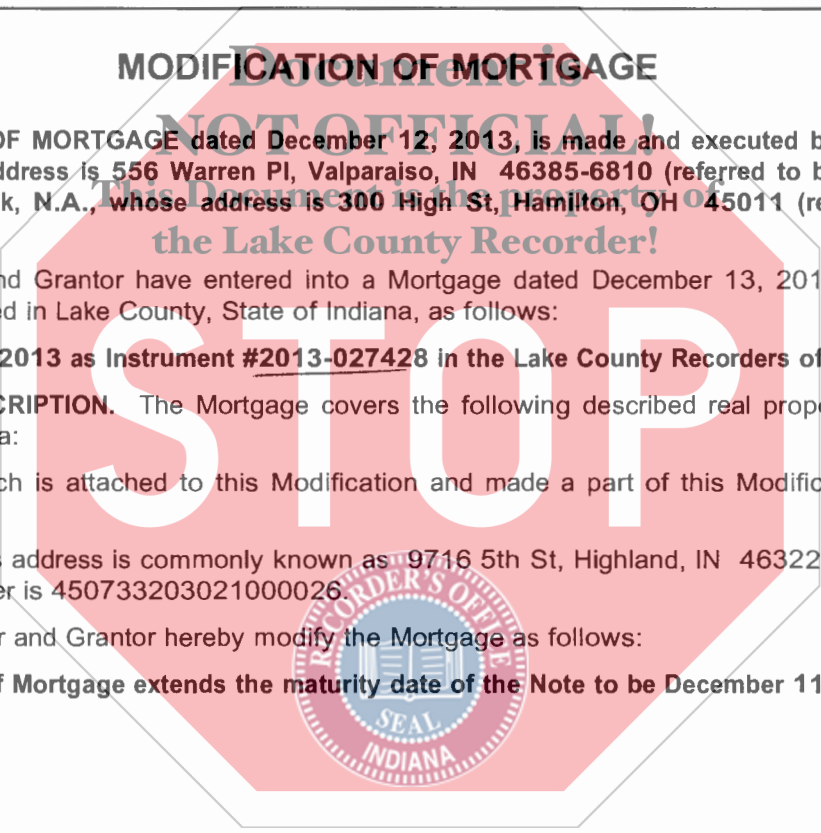 MODIFICATION OF MORTGAGE
Document is
OF MORTGAGE dated December 12, 2013, is made and executed b
NOT OFFICIAL!
ddress is 556 Warren Pl, Valparaiso, IN 46385-6810 (referred to b
This Document is the property of
k, N.A., whose address is 300 High St, Hamilton, OH 45011 (re
the Lake County Recorder!
nd Grantor have entered into a Mortgage dated December 13, 201
ed in Lake County, State of Indiana, as follows:
2013 as Instrument #2013-027428 in the Lake County Recorders of
CRIPTION. The Mortgage covers the following described real prope
a:
STOP
ch is attached to this Modification and made a part of this Modific
s address is commonly known as 9716 5th St, Highland, IN 46322
er is 450733203021000026.
r and Grantor hereby modify the Mortgage as follows:
f Mortgage extends the maturity date of the Note to be December 11
RECORDER'S OFFICE
SEAL
INDIANA